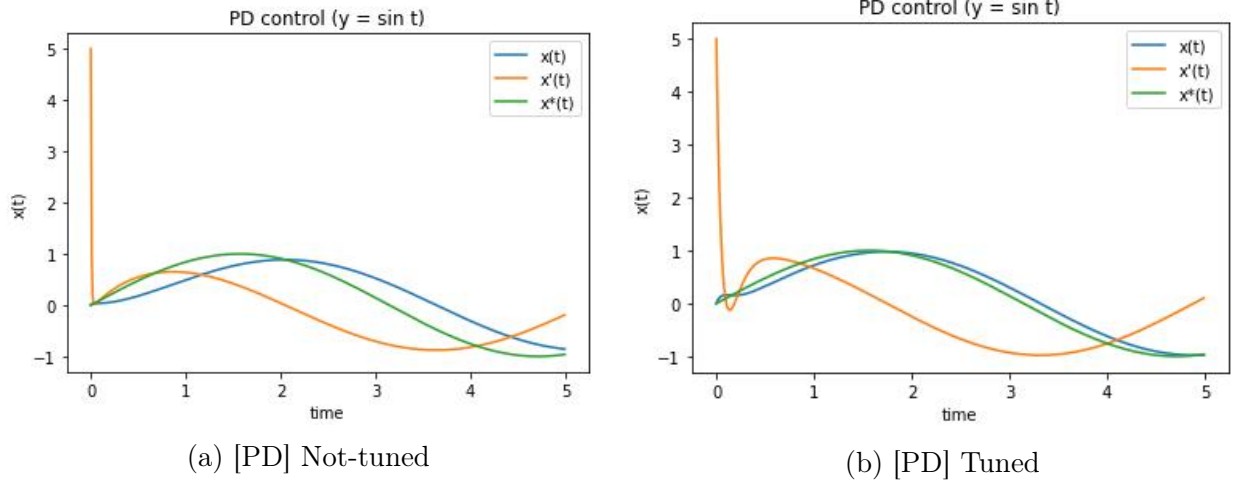 PD control (y = sin t)
x(t)
x'(t)
x*(t)
5
4
3
2
1
0
−1
x(t)
0
1
2
3
4
5
time
(a) [PD] Not-tuned
PD control (y = sin t)
x(t)
x'(t)
x*(t)
5
4
3
2
1
0
−1
x(t)
0
1
2
3
4
5
time
(b) [PD] Tuned